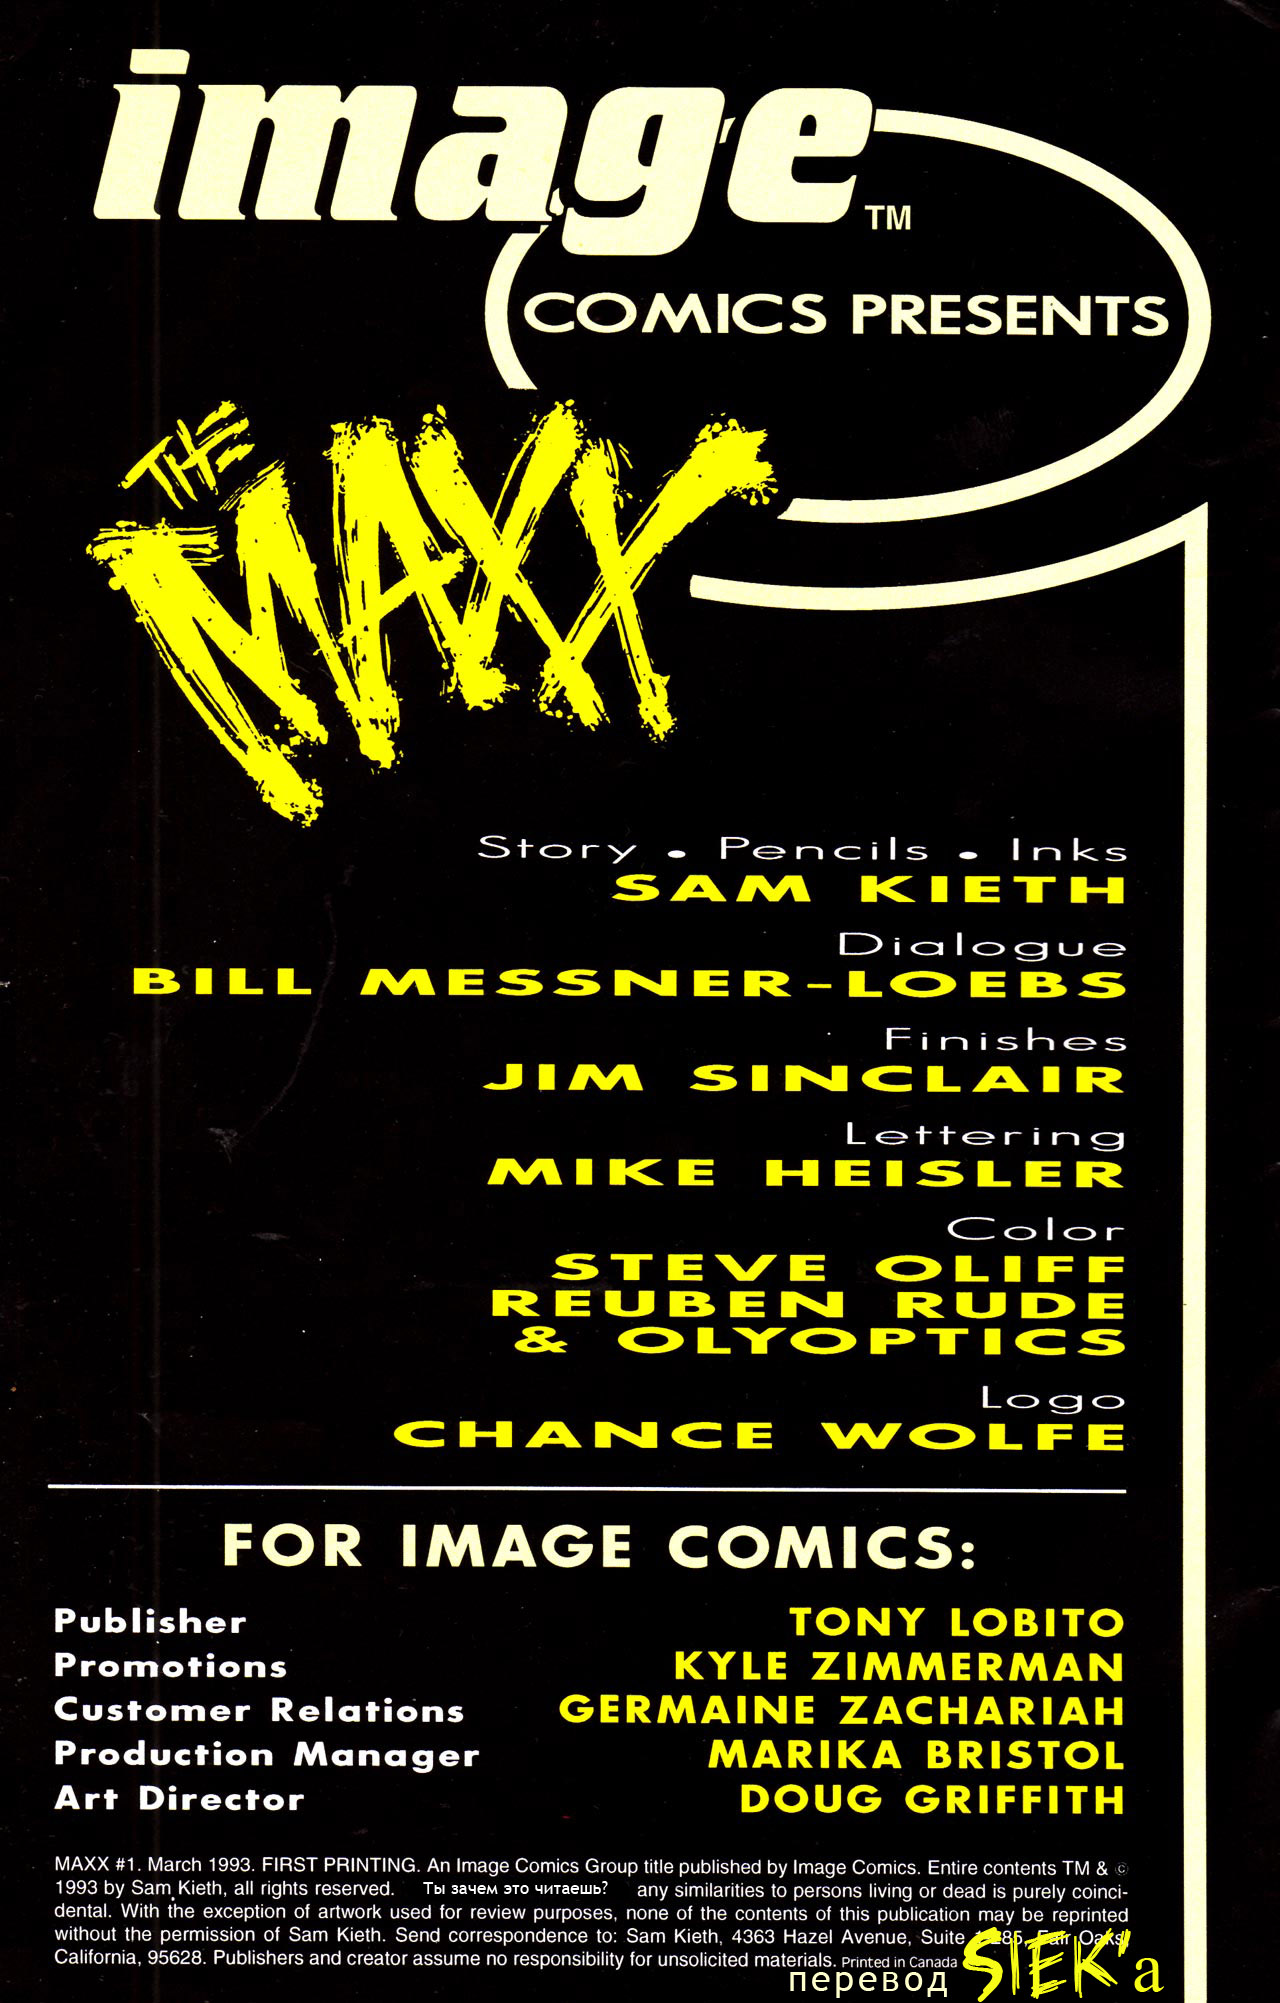 image™
COMICS PRESENTS
THE
MAXX
Story • Pencils • Inks
SAM KIETH
Dialogue
BILL MESSNER-LOEBS
Finishes
JIM SINCLAIR
Lettering
MIKE HEISLER
Color
STEVE OLIFF
REUBEN RUDE
& OLYOPTICS
Logo
CHANCE WOLFE
FOR IMAGE COMICS:
Publisher TONY LOBITO
Promotions KYLE ZIMMERMAN
Customer Relations GERMAINE ZACHARIAH
Production Manager MARIKA BRISTOL
Art Director DOUG GRIFFITH
MAXX #1. March 1993. FIRST PRINTING. An Image Comics Group title published by Image Comics. Entire contents TM & ©
1993 by Sam Kieth, all rights reserved. Ты зачем это читаешь? any similarities to persons living or dead is purely coinci-
dental. With the exception of artwork used for review purposes, none of the contents of this publication may be reprinted
without the permission of Sam Kieth. Send correspondence to: Sam Kieth, 4363 Hazel Avenue, Suite Fair Oaks,
California, 95628. Publishers and creator assume no responsibility for unsolicited materials. Printed in Canada
перевод SIEK'a